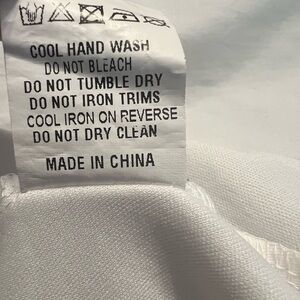 COOL HAND WASH
DO NOT BLEACH
DO NOT TUMBLE DRY
DO NOT IRON TRIMS
COOL IRON ON REVERSE
DO NOT DRY CLEAN
MADE IN CHINA